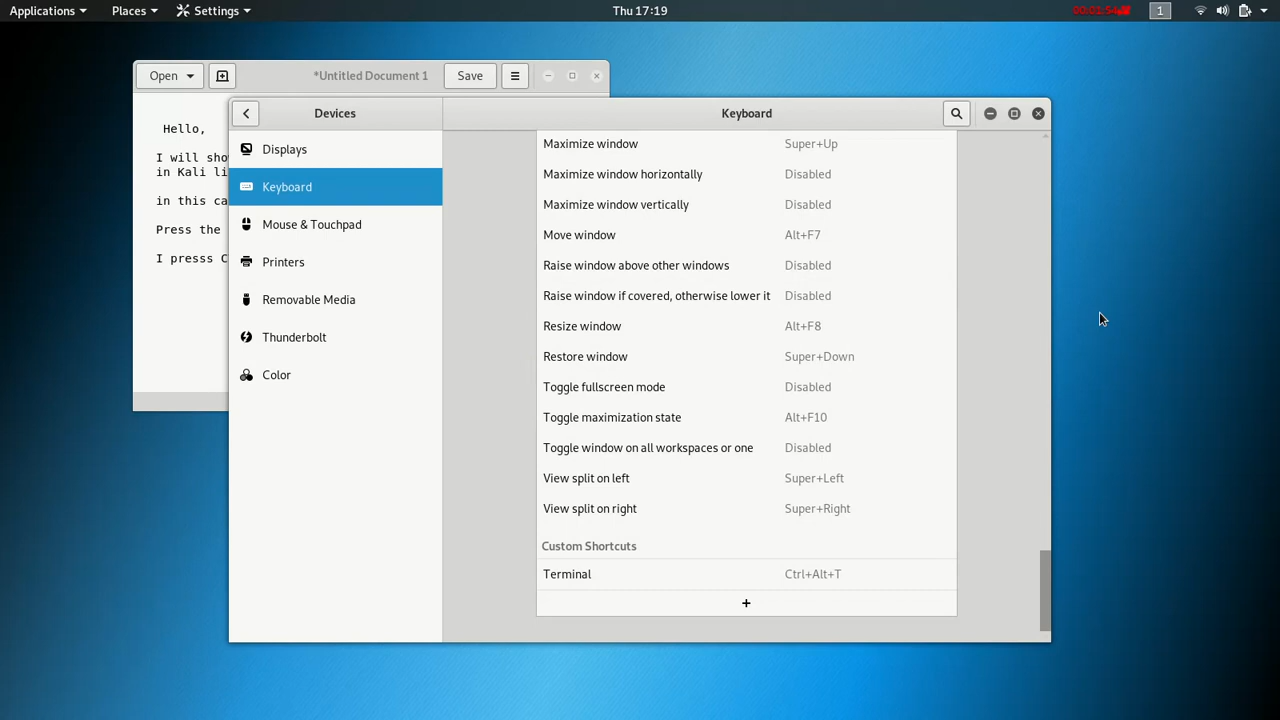 Applications Places Settings Thu 17:19 1
Open *Untitled Document 1 Save
Hello,
I will sho
in Kali li
in this ca
Press the
I presss C
Devices Keyboard
Displays
Keyboard
Mouse & Touchpad
Printers
Removable Media
Thunderbolt
Color
Maximize window Super+Up
Maximize window horizontally Disabled
Maximize window vertically Disabled
Move window Alt+F7
Raise window above other windows Disabled
Raise window if covered, otherwise lower it Disabled
Resize window Alt+F8
Restore window Super+Down
Toggle fullscreen mode Disabled
Toggle maximization state Alt+F10
Toggle window on all workspaces or one Disabled
View split on left Super+Left
View split on right Super+Right
Custom Shortcuts
Terminal Ctrl+Alt+T
+